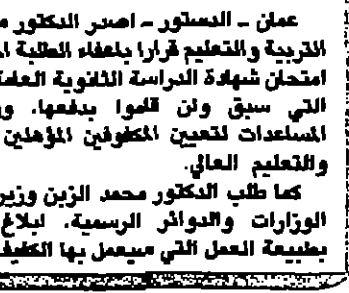 عمان - الدستور - اصدر الدكتور
التربية والتعليم قرارا باعفاء الطلبة
امتحان شهادة الدراسة الثانوية العامة
التي سبق وان قاموا بدفعها.
المساعدات لتعيين المكفوفين المؤهلين
والتعليم العالي.
كما طلب الدكتور محمد الزبن وزير
الوزارات والدوائر الرسمية، ابلاغ
بطبيعة العمل التي سيعمل بها الكفيف